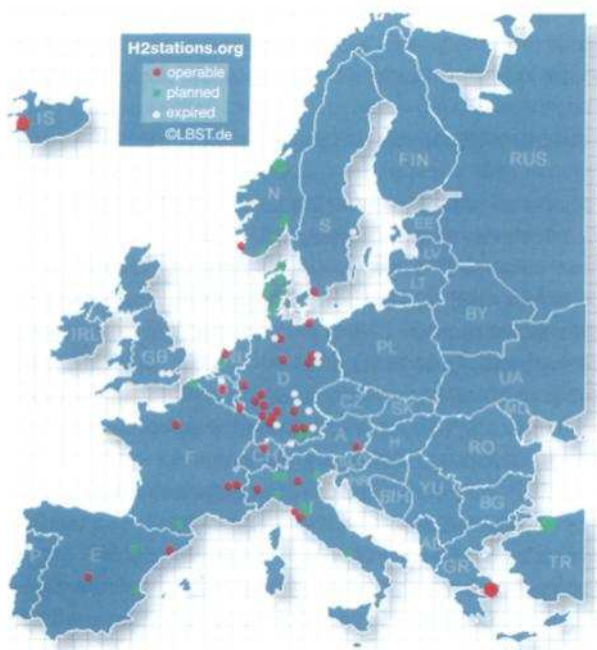 H2stations.org
operable
planned
expired
©LBST.de
IS
FIN
RUS
N
S
EE
LV
LT
IRL
GB
BY
PL
D
UA
CZ
SK
F
A
H
RO
BIH
YU
BG
P
E
AL
GR
TR